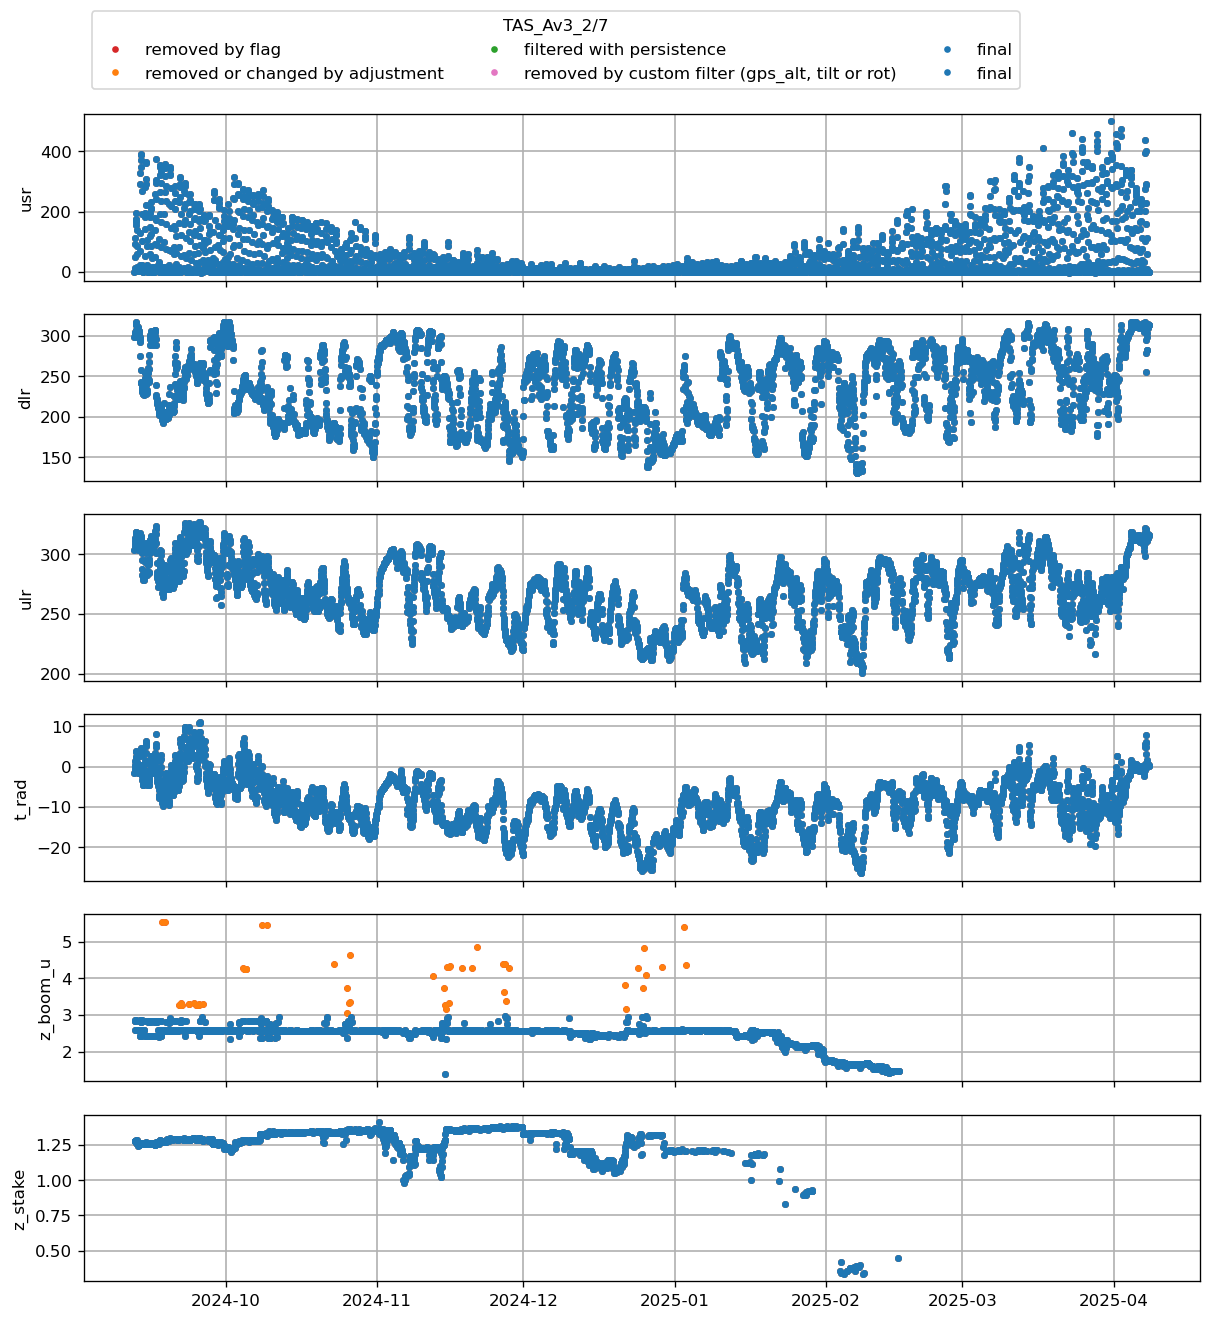 TAS_Av3_2/7
removed by flag
filtered with persistence
final
removed or changed by adjustment
removed by custom filter (gps_alt, tilt or rot)
final
400
200
0
usr
300
250
200
150
dlr
300
250
200
ulr
10
0
−10
−20
t_rad
5
4
3
2
z_boom_u
1.25
1.00
0.75
0.50
z_stake
2024-10
2024-11
2024-12
2025-01
2025-02
2025-03
2025-04